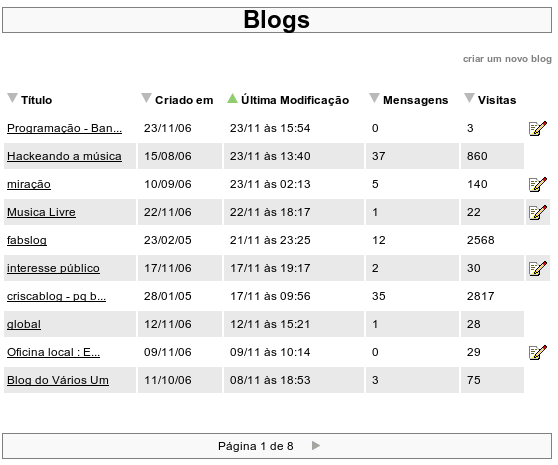 Blogs
criar um novo blog
Título Criado em Última Modificação Mensagens Visitas
Programação - Ban... 23/11/06 23/11 às 15:54 0 3
Hackeando a música 15/08/06 23/11 às 13:40 37 860
miração 10/09/06 23/11 às 02:13 5 140
Musica Livre 22/11/06 22/11 às 18:17 1 22
fabslog 23/02/05 21/11 às 23:25 12 2568
interesse público 17/11/06 17/11 às 19:17 2 30
criscablog - pq b... 28/01/05 17/11 às 09:56 35 2817
global 12/11/06 12/11 às 15:21 1 28
Oficina local : E... 09/11/06 09/11 às 10:14 0 29
Blog do Vários Um 11/10/06 08/11 às 18:53 3 75
Página 1 de 8